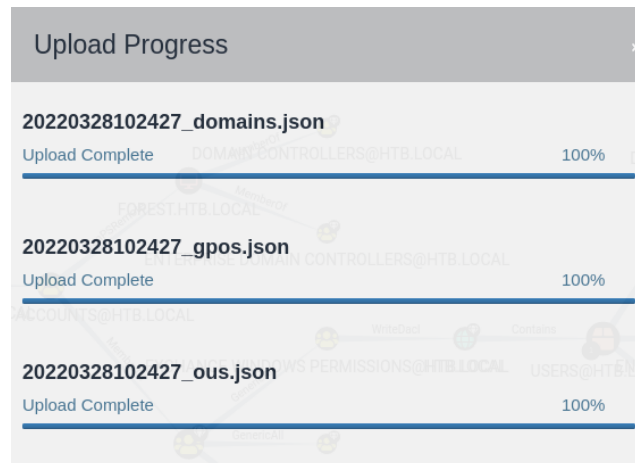 Upload Progress
20220328102427_domains.json
Upload Complete 100%
DOMAIN CONTROLLERS@HTB.LOCAL
MemberOf
FOREST.HTB.LOCAL
20220328102427_gpos.json
ENTERPRISE DOMAIN CONTROLLERS@HTB.LOCAL
Upload Complete 100%
ACCOUNTS@HTB.LOCAL
WriteDacl
Contains
EXCHANGE WINDOWS PERMISSIONS@HTB.LOCAL
20220328102427_ous.json
Upload Complete 100%
GenericAll